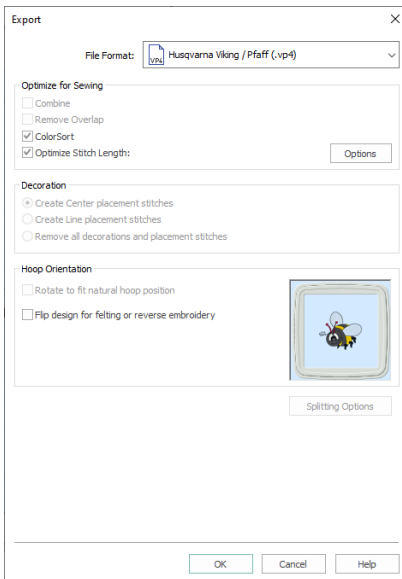 Export
File Format: VP4 Husqvarna Viking / Pfaff (.vp4)
Optimize for Sewing
Combine
Remove Overlap
ColorSort
Optimize Stitch Length: Options
Decoration
Create Center placement stitches
Create Line placement stitches
Remove all decorations and placement stitches
Hoop Orientation
Rotate to fit natural hoop position
Flip design for felting or reverse embroidery
Splitting Options
OK Cancel Help